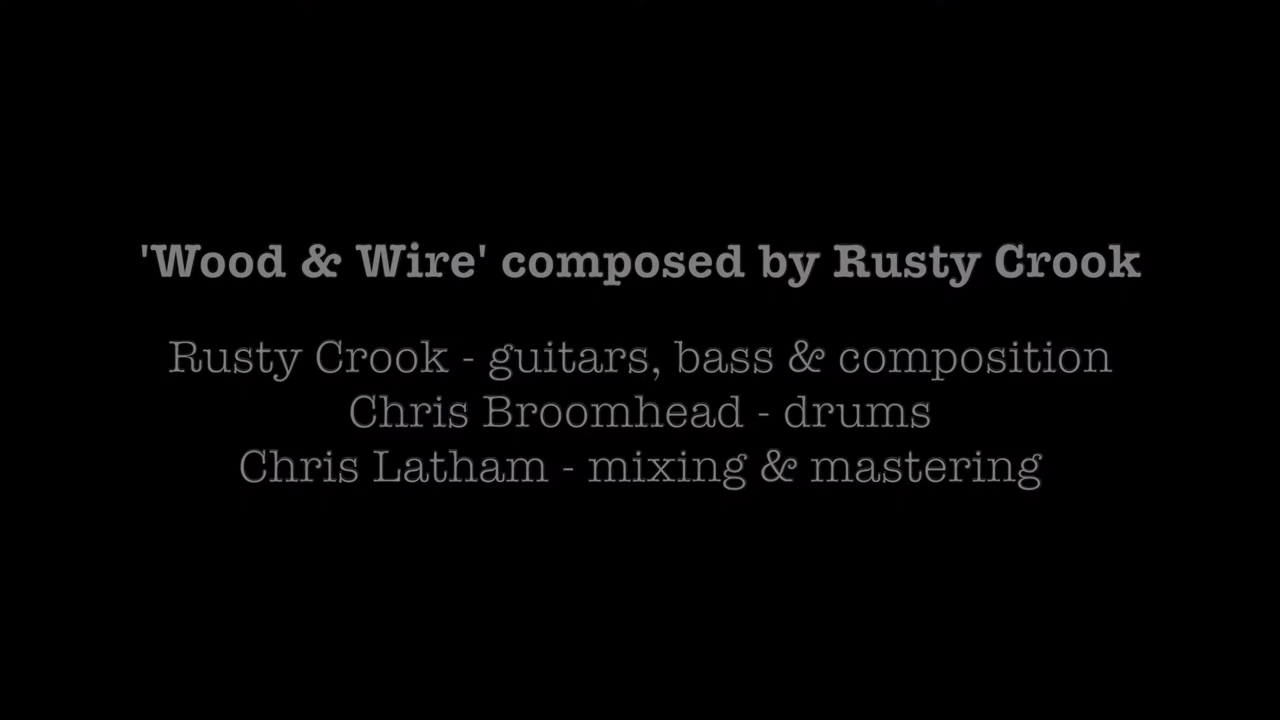 'Wood & Wire' composed by Rusty Crook
Rusty Crook - guitars, bass & composition
Chris Broomhead - drums
Chris Latham - mixing & mastering